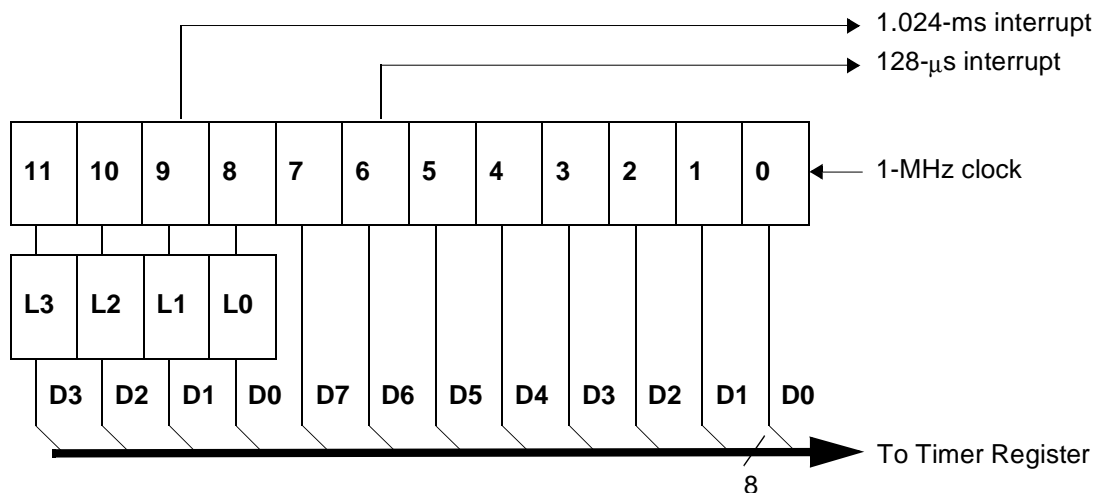 1.024-ms interrupt
128-μs interrupt
11 10 9 8 7 6 5 4 3 2 1 0
1-MHz clock
L3 L2 L1 L0
D3 D2 D1 D0 D7 D6 D5 D4 D3 D2 D1 D0
To Timer Register
8